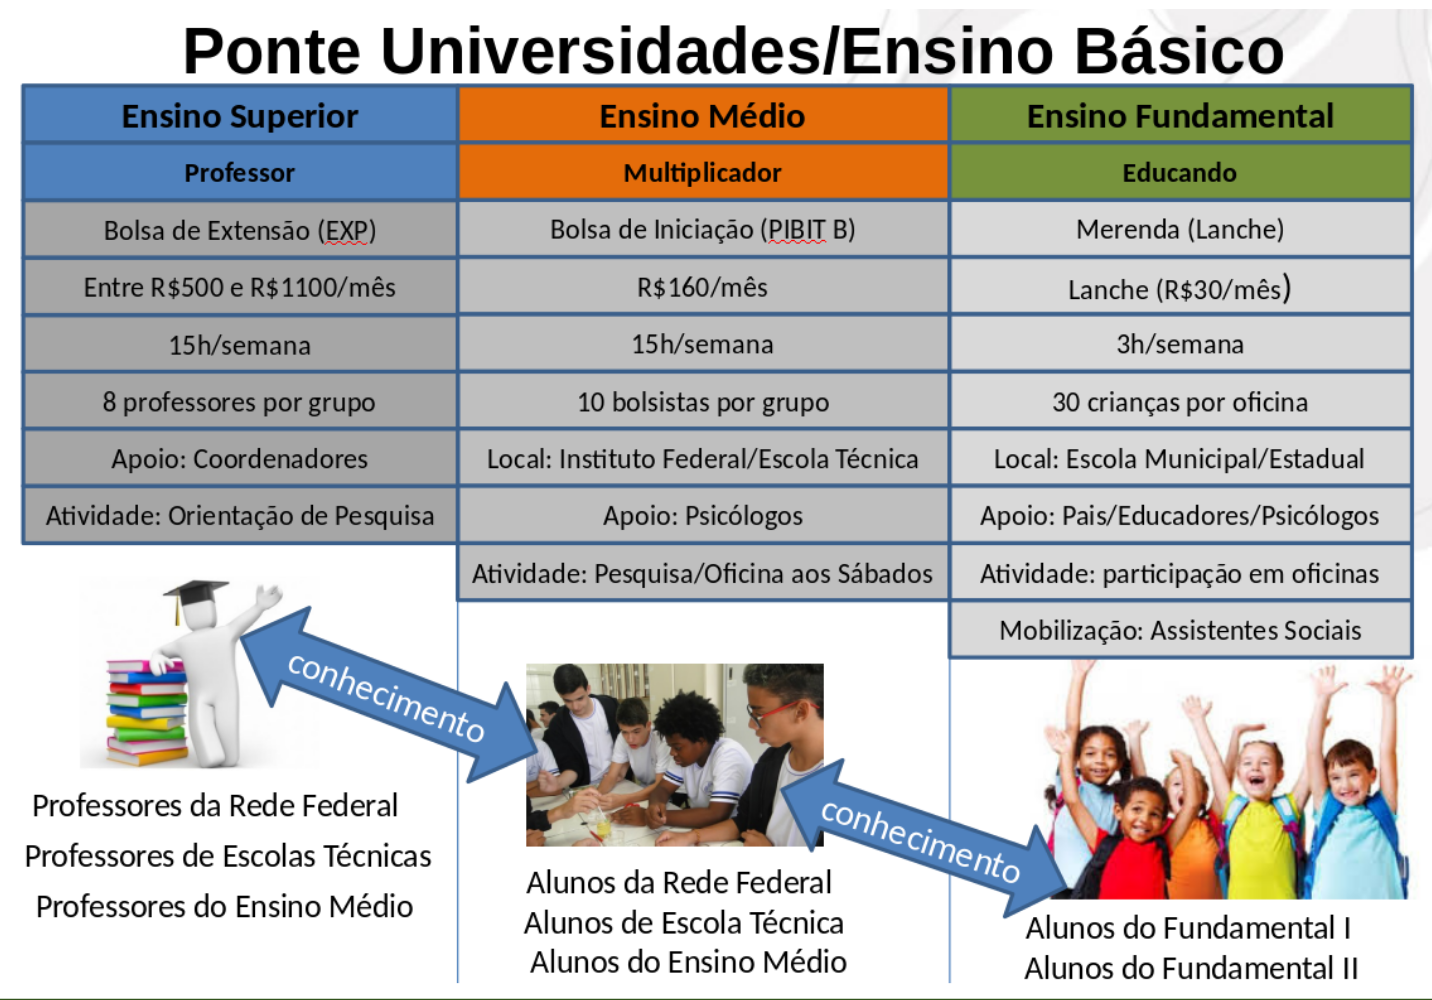 Ponte Universidades/Ensino Básico
Ensino Superior
Ensino Médio
Ensino Fundamental
Professor
Multiplicador
Educando
Bolsa de Extensão (EXP)
Bolsa de Iniciação (PIBIT B)
Merenda (Lanche)
Entre R$500 e R$1100/mês
R$160/mês
Lanche (R$30/mês)
15h/semana
15h/semana
3h/semana
8 professores por grupo
10 bolsistas por grupo
30 crianças por oficina
Apoio: Coordenadores
Local: Instituto Federal/Escola Técnica
Local: Escola Municipal/Estadual
Atividade: Orientação de Pesquisa
Apoio: Psicólogos
Apoio: Pais/Educadores/Psicólogos
Atividade: Pesquisa/Oficina aos Sábados
Atividade: participação em oficinas
Mobilização: Assistentes Sociais
conhecimento
conhecimento
Professores da Rede Federal
Professores de Escolas Técnicas
Professores do Ensino Médio
Alunos da Rede Federal
Alunos de Escola Técnica
Alunos do Ensino Médio
Alunos do Fundamental I
Alunos do Fundamental II